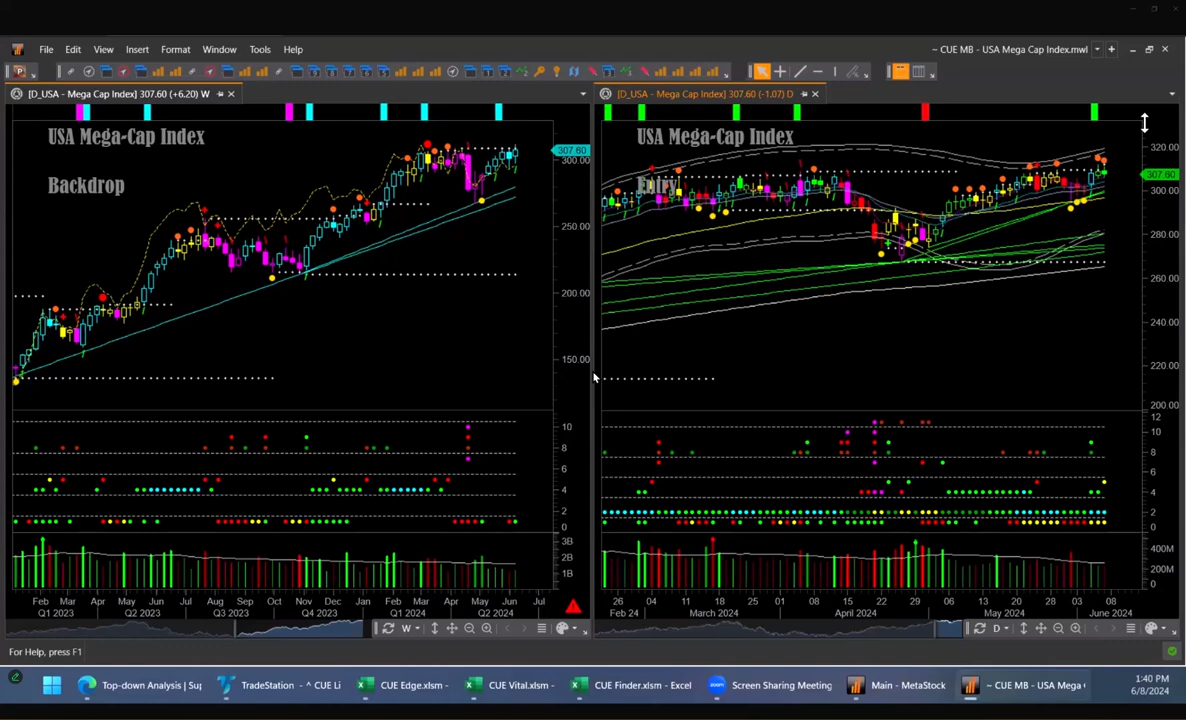 File Edit View Insert Format Window Tools Help
~ CUE MB - USA Mega Cap Index.mwl
[D_USA - Mega Cap Index] 307.60 (+6.20) W
[D_USA - Mega Cap Index] 307.60 (-1.07) D
USA Mega-Cap Index
Backdrop
307.60
300.00
250.00
200.00
150.00
10
8
6
4
2
0
3B
2B
1B
Feb Mar Apr May Jun Jul Aug Sep Oct Nov Dec Jan Feb Mar Apr May Jun Jul
Q1 2023 Q2 2023 Q3 2023 Q4 2023 Q1 2024 Q2 2024
W
USA Mega-Cap Index
Entry
320.00
307.60
300.00
280.00
260.00
240.00
220.00
200.00
12
10
8
6
4
2
0
400M
200M
0
26 04 11 18 25 01 08 15 22 29 06 13 20 28 03 08
Feb 24 March 2024 April 2024 May 2024 June 2024
D
For Help, press F1
Top-down Analysis | Sup
TradeStation - ^ CUE Li
CUE Edge.xlsm -
CUE Vital.xlsm -
CUE Finder.xlsm - Excel
Screen Sharing Meeting
Main - MetaStock
~ CUE MB - USA Mega
1:40 PM
6/8/2024